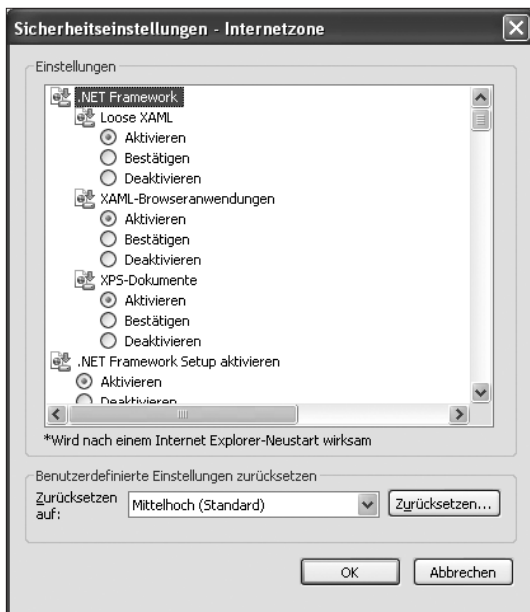 Sicherheitseinstellungen - Internetzone
Einstellungen
.NET Framework
Loose XAML
Aktivieren
Bestätigen
Deaktivieren
XAML-Browseranwendungen
Aktivieren
Bestätigen
Deaktivieren
XPS-Dokumente
Aktivieren
Bestätigen
Deaktivieren
.NET Framework Setup aktivieren
Aktivieren
Deaktivieren
*Wird nach einem Internet Explorer-Neustart wirksam
Benutzerdefinierte Einstellungen zurücksetzen
Zurücksetzen auf:
Mittelhoch (Standard)
Zurücksetzen...
OK
Abbrechen